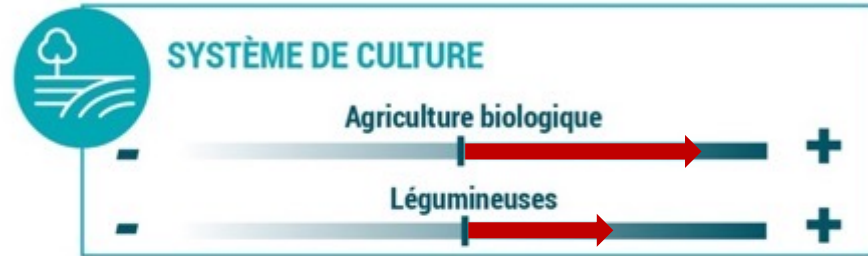 SYSTÈME DE CULTURE
Agriculture biologique
- +
Légumineuses
- +